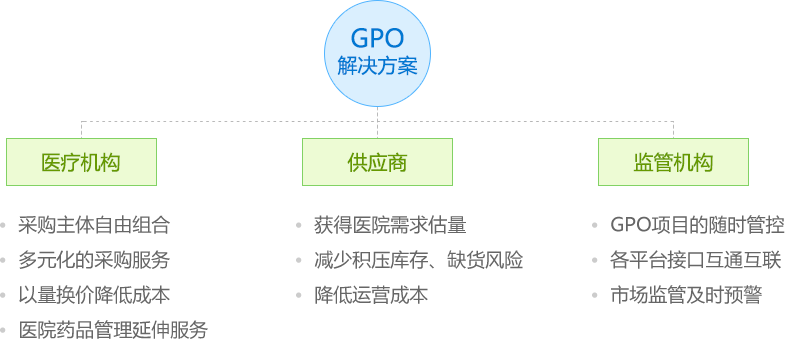 GPO
解决方案
医疗机构
供应商
监管机构
采购主体自由组合
多元化的采购服务
以量换价降低成本
医院药品管理延伸服务
获得医院需求估量
减少积压库存、缺货风险
降低运营成本
GPO项目的随时管控
各平台接口互通互联
市场监管及时预警